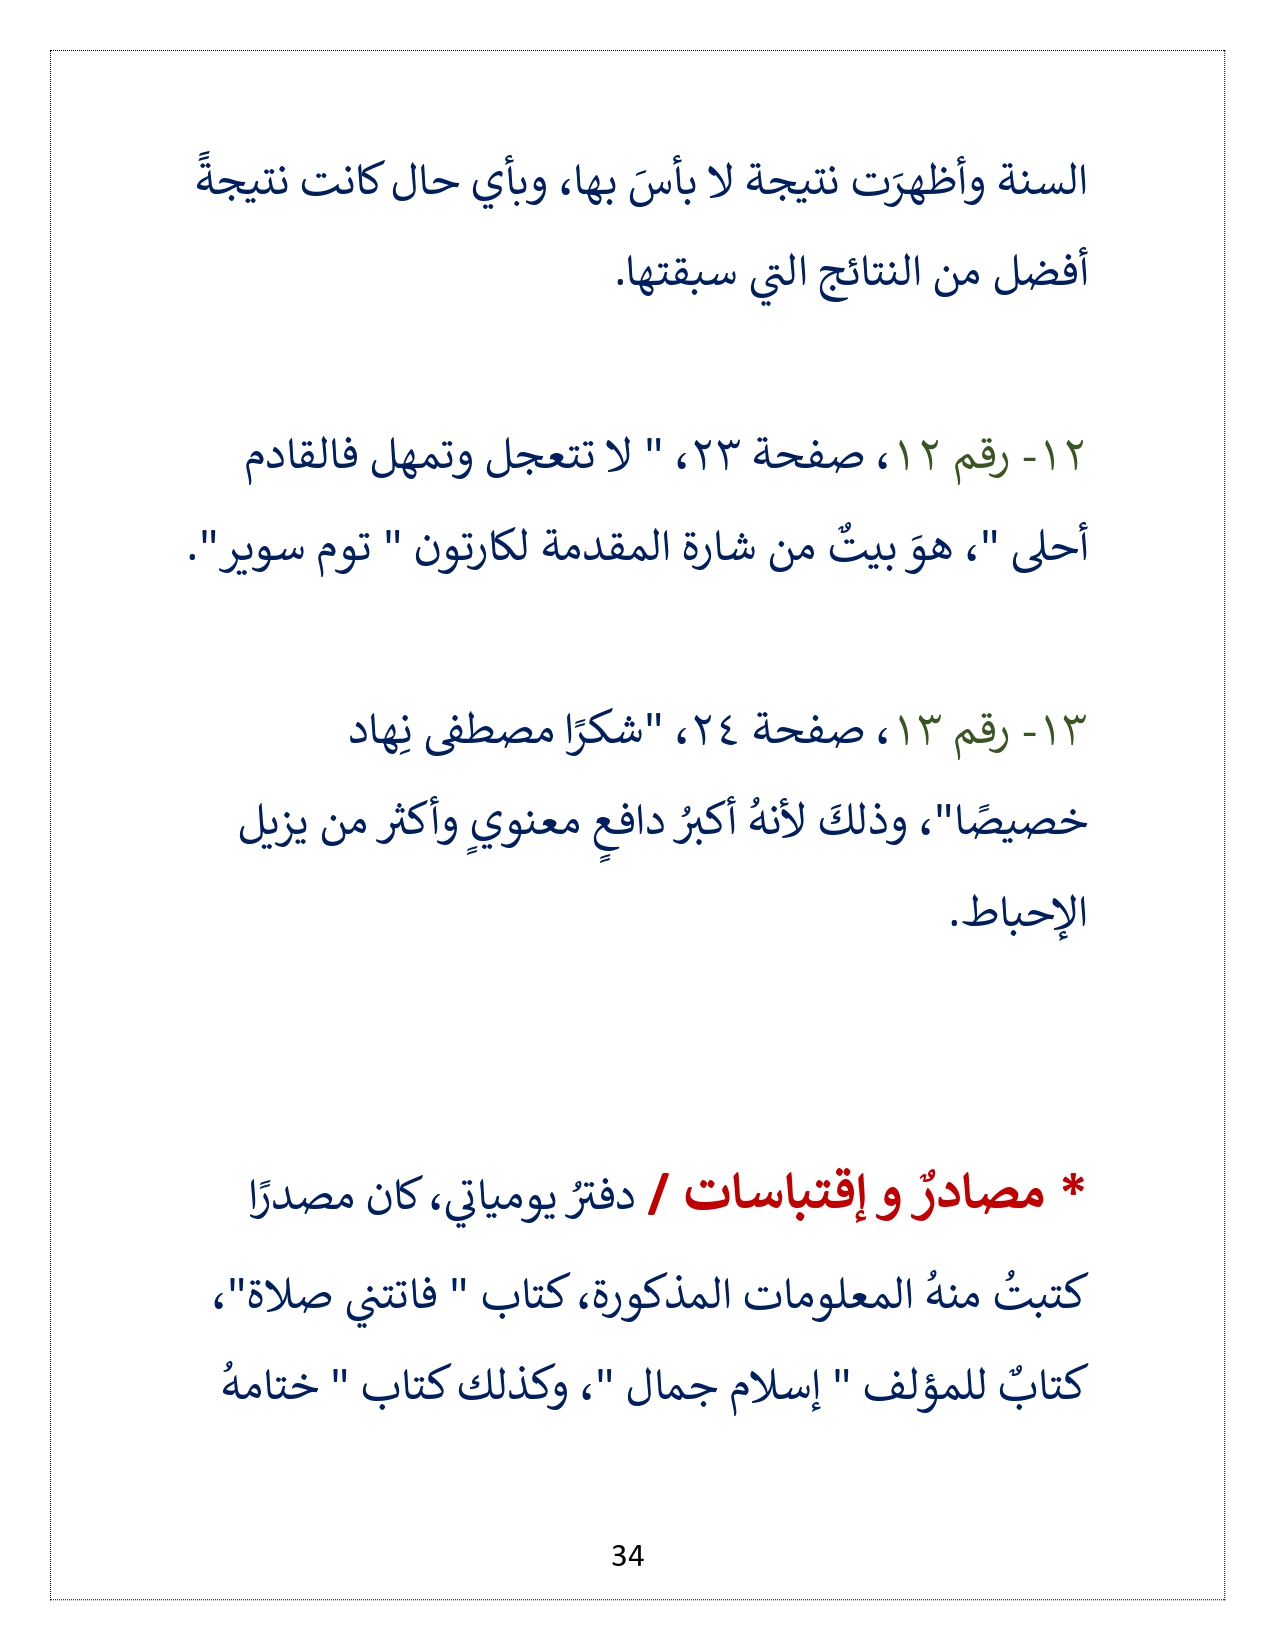 السنة وأظهرَت نتيجة لا بأسَ بها، وبأي حال كانت نتيجةً
أفضل من النتائج التي سبقتها.
١٢- رقم ١٢، صفحة ٢٣، " لا تتعجل وتمهل فالقادم
أحلى "، هوَ بيتٌ من شارة المقدمة لكارتون " توم سوير".
١٣- رقم ١٣، صفحة ٢٤، "شكرًا مصطفى نِهاد
خصيصًا"، وذلكَ لأنهُ أكبرُ دافعٍ معنويٍ وأكثر من يزيل
الإحباط.
* مصادرٌ و إقتباسات / دفترُ يومياتي، كان مصدرًا
كتبتُ منهُ المعلومات المذكورة، كتاب " فاتتني صلاة"،
كتابٌ للمؤلف " إسلام جمال "، وكذلك كتاب " ختامهُ
34